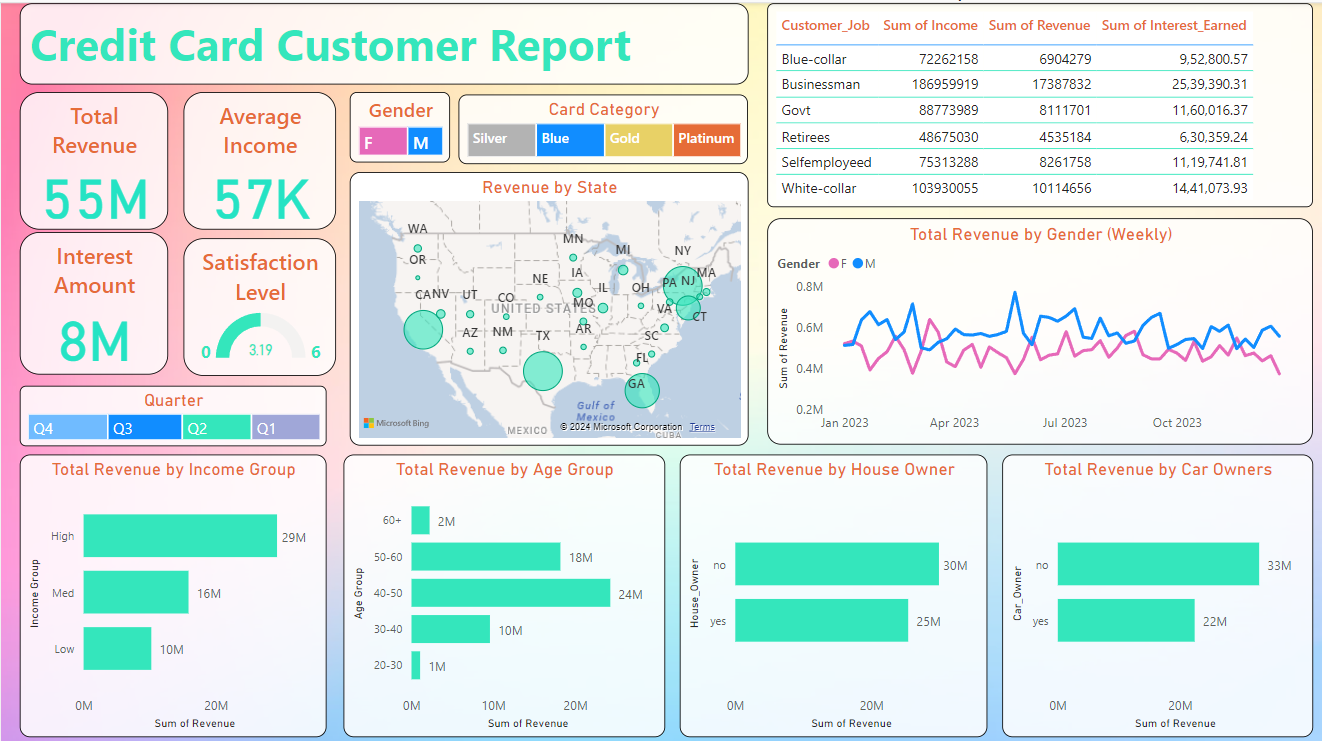 Credit Card Customer Report
Total
Revenue
55M
Average
Income
57K
Interest
Amount
8M
Satisfaction
Level
0 3.19 6
Quarter
Q4 Q3 Q2 Q1
Gender
F M
Card Category
Silver Blue Gold Platinum
Revenue by State
WA
OR
MN
MI
NY
MA
CA
NV
UT
CO
NE
IA
IL
OH
PA
NJ
CT
UNITED STATES
MO
VA
AZ
NM
TX
AR
SC
FL
GA
Gulf of
Mexico
MEXICO
CUBA
Microsoft Bing
© 2024 Microsoft Corporation Terms
Customer_Job Sum of Income Sum of Revenue Sum of Interest_Earned
Blue-collar 72262158 6904279 9,52,800.57
Businessman 186959919 17387832 25,39,390.31
Govt 88773989 8111701 11,60,016.37
Retirees 48675030 4535184 6,30,359.24
Selfemployeed 75313288 8261758 11,19,741.81
White-collar 103930055 10114656 14,41,073.93
Total Revenue by Gender (Weekly)
Gender F M
Sum of Revenue
0.8M
0.6M
0.4M
0.2M
Jan 2023 Apr 2023 Jul 2023 Oct 2023
Total Revenue by Income Group
Income Group
High 29M
Med 16M
Low 10M
0M 20M
Sum of Revenue
Total Revenue by Age Group
Age Group
60+ 2M
50-60 18M
40-50 24M
30-40 10M
20-30 1M
0M 10M 20M
Sum of Revenue
Total Revenue by House Owner
House_Owner
no 30M
yes 25M
0M 20M
Sum of Revenue
Total Revenue by Car Owners
Car_Owner
no 33M
yes 22M
0M 20M
Sum of Revenue